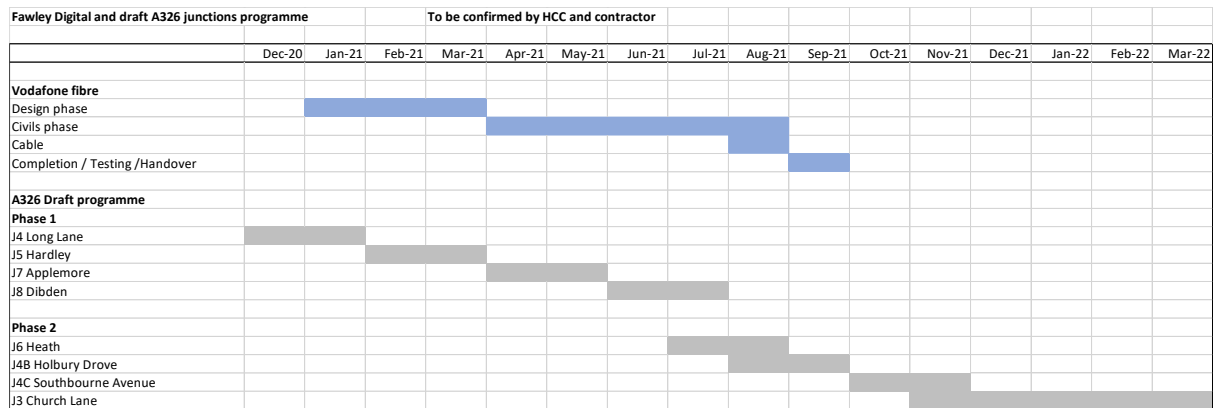 Fawley Digital and draft A326 junctions programme To be confirmed by HCC and contractor
Dec-20 Jan-21 Feb-21 Mar-21 Apr-21 May-21 Jun-21 Jul-21 Aug-21 Sep-21 Oct-21 Nov-21 Dec-21 Jan-22 Feb-22 Mar-22
Vodafone fibre
Design phase
Civils phase
Cable
Completion / Testing /Handover
A326 Draft programme
Phase 1
J4 Long Lane
J5 Hardley
J7 Applemore
J8 Dibden
Phase 2
J6 Heath
J4B Holbury Drove
J4C Southbourne Avenue
J3 Church Lane